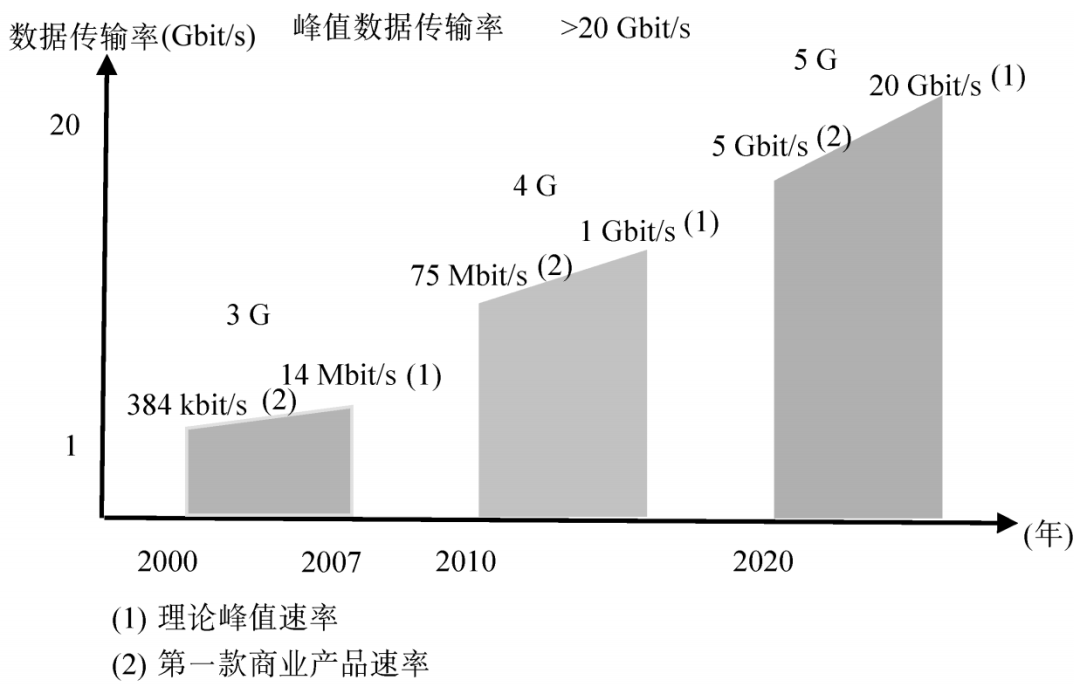 数据传输率(Gbit/s)
峰值数据传输率 >20 Gbit/s
5 G
20 Gbit/s (1)
20
5 Gbit/s (2)
4 G
1 Gbit/s (1)
75 Mbit/s (2)
3 G
14 Mbit/s (1)
384 kbit/s (2)
1
(年)
2000 2007 2010 2020
(1) 理论峰值速率
(2) 第一款商业产品速率